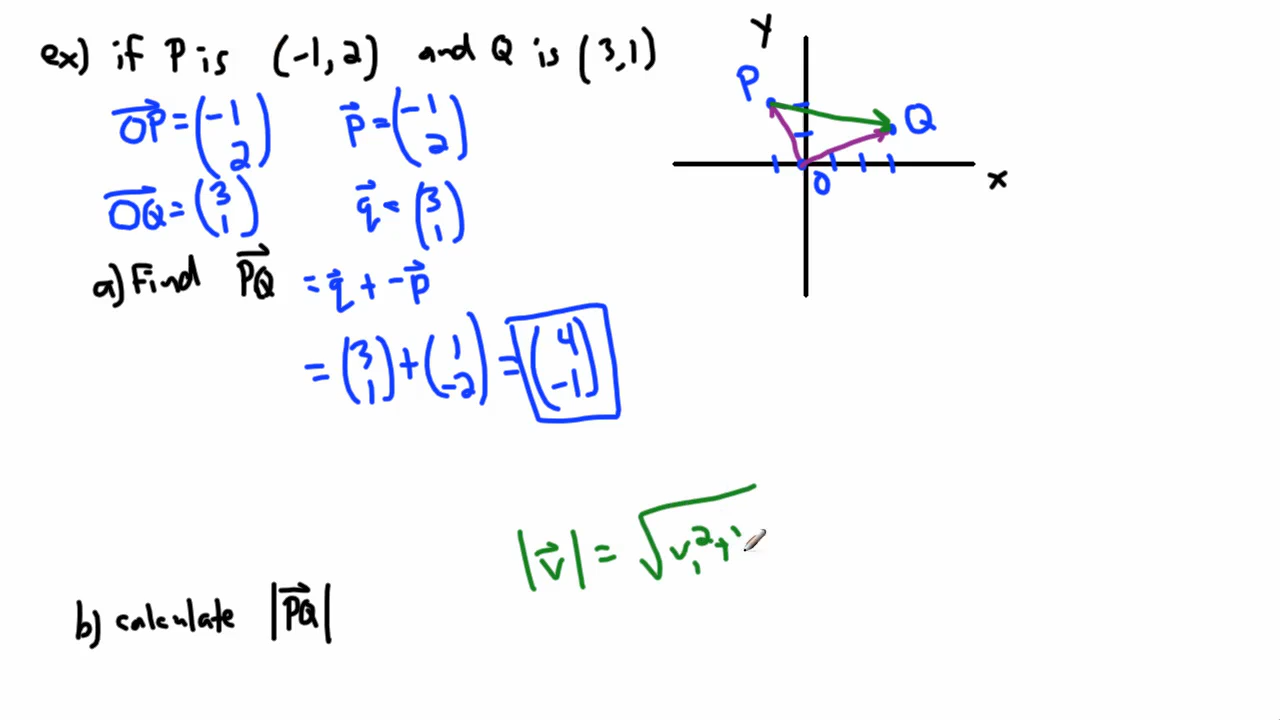 ex) if P is (-1, 2) and Q is (3, 1)
OP⃗ = (-1 2) p⃗ = (-1 2)
OQ⃗ = (3 1) q⃗ = (3 1)
a) Find PQ⃗ = q⃗ + -p⃗
= (3 1) + (1 -2) = (4 -1)
|v⃗| = √v₁² +
b) calculate |PQ⃗|
Y
P
Q
O
x